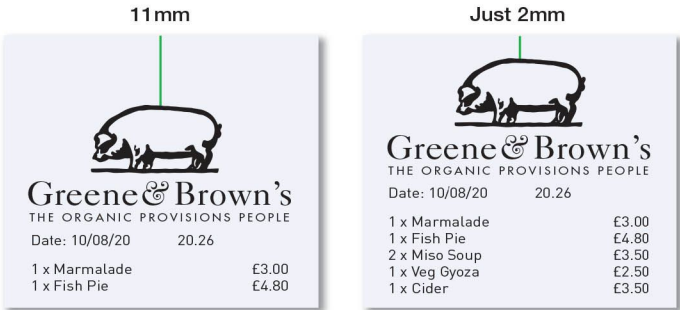 11mm
Greene & Brown's
THE ORGANIC PROVISIONS PEOPLE
Date: 10/08/20 20.26
1 x Marmalade £3.00
1 x Fish Pie £4.80
Just 2mm
Greene & Brown's
THE ORGANIC PROVISIONS PEOPLE
Date: 10/08/20 20.26
1 x Marmalade £3.00
1 x Fish Pie £4.80
2 x Miso Soup £3.50
1 x Veg Gyoza £2.50
1 x Cider £3.50